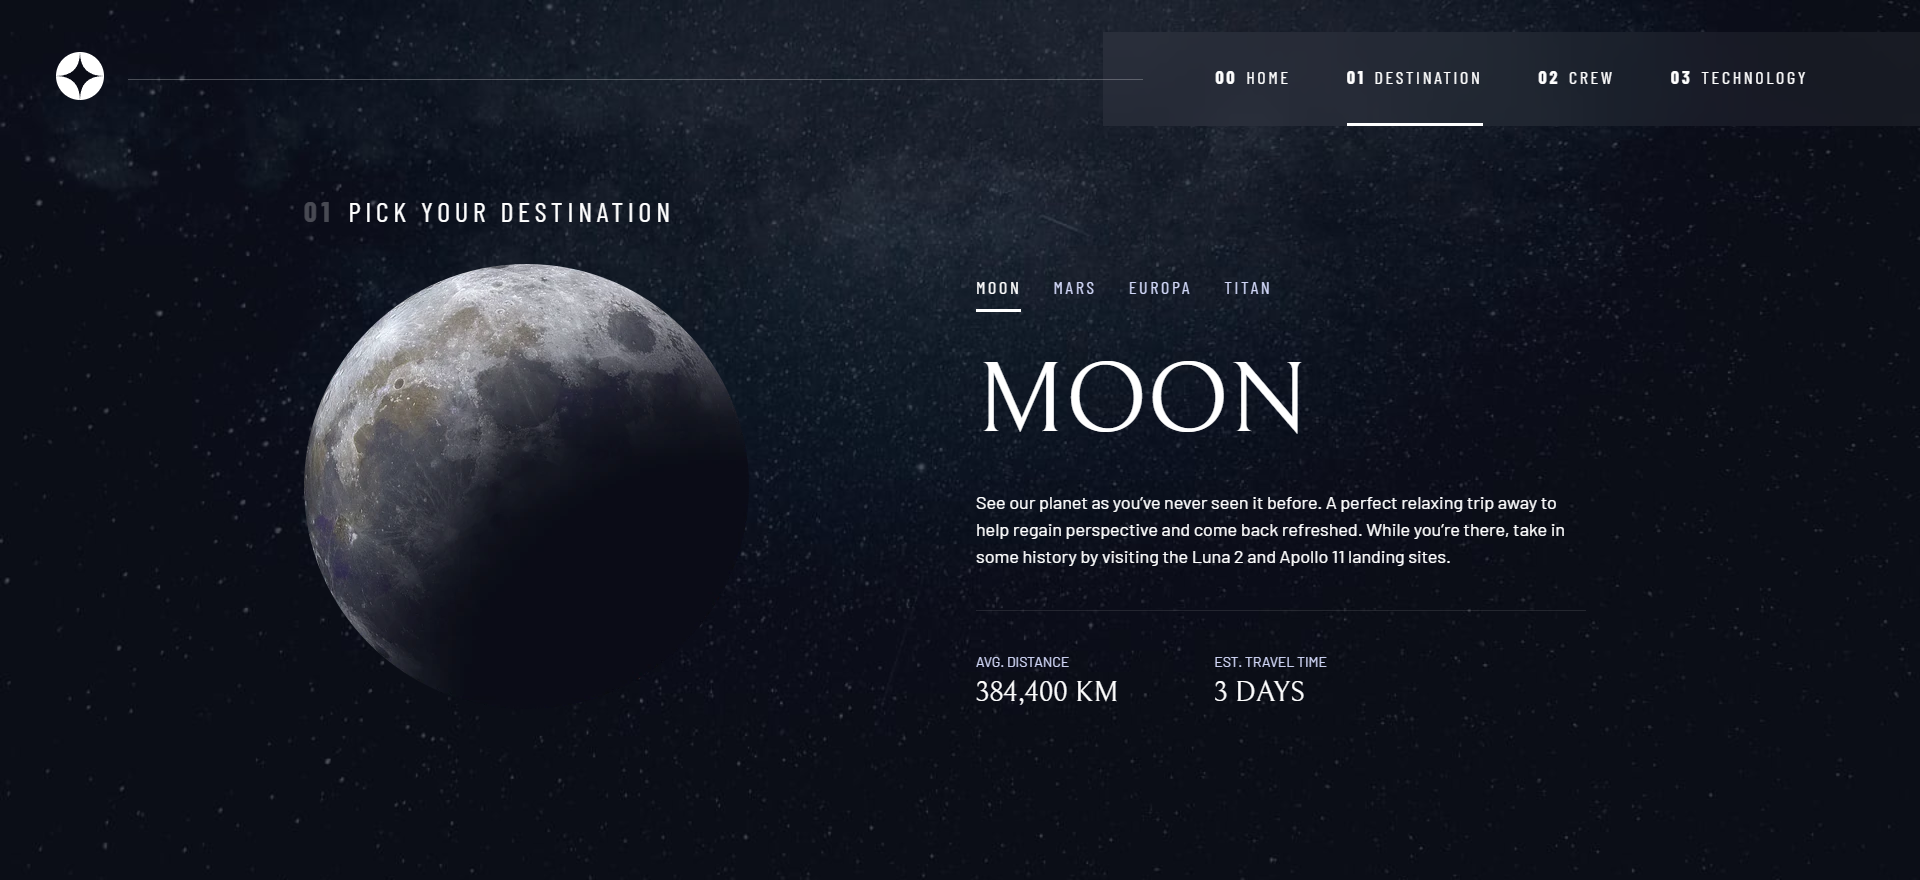 00 HOME 01 DESTINATION 02 CREW 03 TECHNOLOGY
01 PICK YOUR DESTINATION
MOON MARS EUROPA TITAN
MOON
See our planet as you’ve never seen it before. A perfect relaxing trip away to
help regain perspective and come back refreshed. While you’re there, take in
some history by visiting the Luna 2 and Apollo 11 landing sites.
AVG. DISTANCE EST. TRAVEL TIME
384,400 KM 3 DAYS